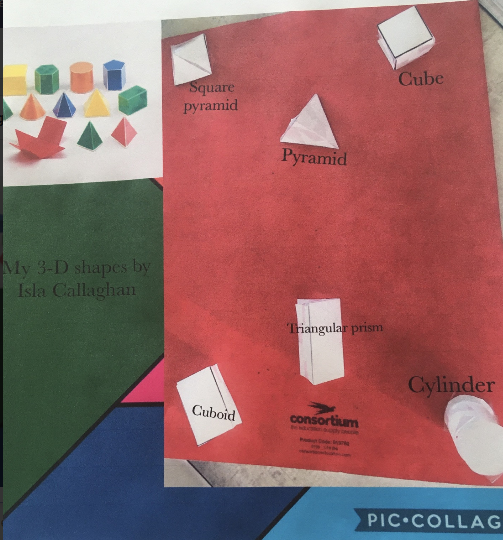 Square
pyramid
Cube
Pyramid
My 3-D shapes by
Isla Callaghan
Triangular prism
Cylinder
Cuboid
consortium
PIC•COLLAG